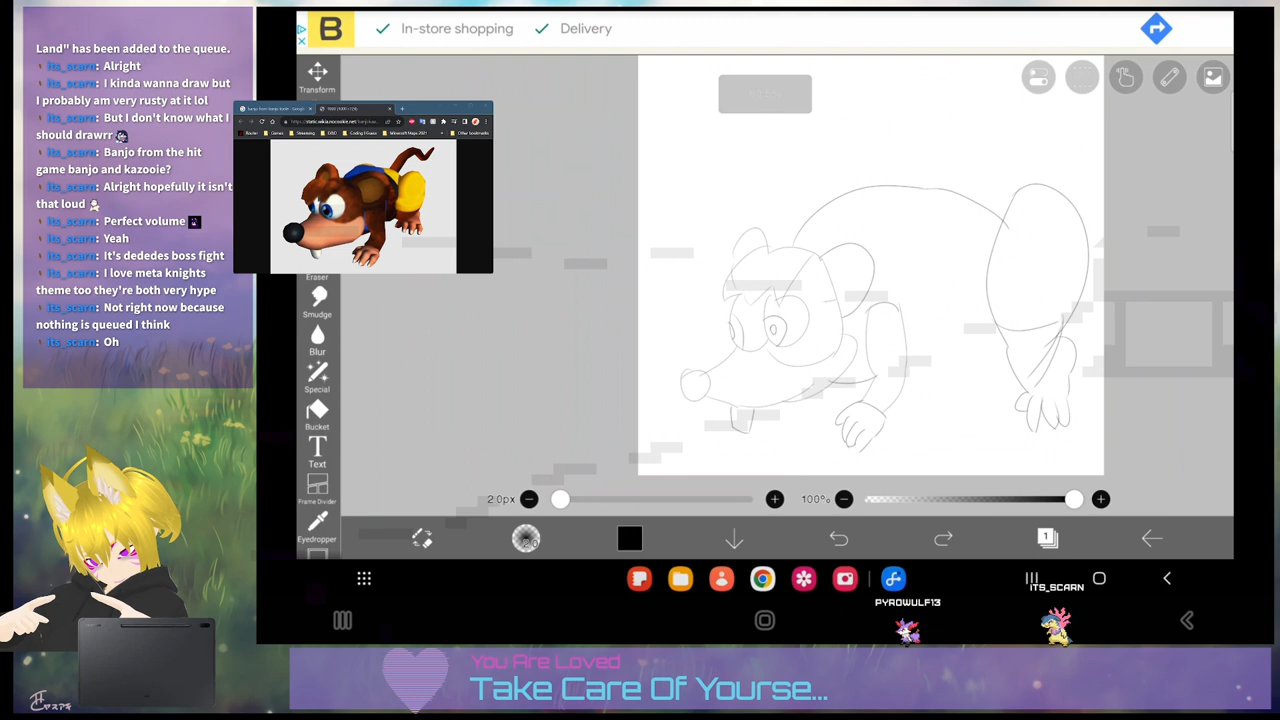 Land" has been added to the queue.
its_scarn: Alright
its_scarn: I kinda wanna draw but
I probably am very rusty at it lol
its_scarn: But I don't know what I
should drawrr
its_scarn: Banjo from the hit
game banjo and kazooie?
its_scarn: Alright hopefully it isn't
that loud
its_scarn: Perfect volume
its_scarn: Yeah
its_scarn: It's dededes boss fight
its_scarn: I love meta knights
theme too they're both very hype
its_scarn: Not right now because
nothing is queued I think
its_scarn: Oh
B
In-store shopping
Delivery
Transform
Eraser
Smudge
Blur
Special
Bucket
Text
Frame Divider
Eyedropper
2.0px
100%
2.0
1
PYROWULF13
ITS_SCARN
You Are Loved
Take Care Of Yourse...